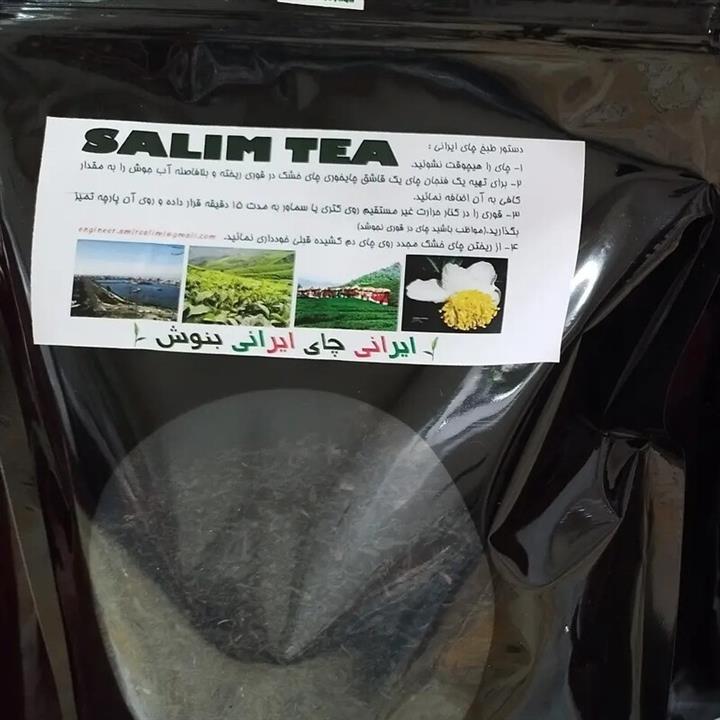 SALIM TEA
دستور طبخ چای ایرانی :
۱- چای را هیچوقت نشوئید.
۲- برای تهیه یک فنجان چای یک قاشق چایخوری چای خشک در قوری ریخته و بلافاصله آب جوش را به مقدار
کافی به آن اضافه نمائید.
۳- قوری را در کنار حرارت غیر مستقیم روی کتری یا سماور به مدت ۱۵ دقیقه قرار داده و روی آن پارچه تمیز
بگذارید.(مواظب باشید چای در قوری نجوشد)
۴- از ریختن چای خشک مجدد روی چای دم کشیده قبلی خودداری نمائید.
engineer.amirsalimi@gmail.com
ایرانی چای ایرانی بنوش